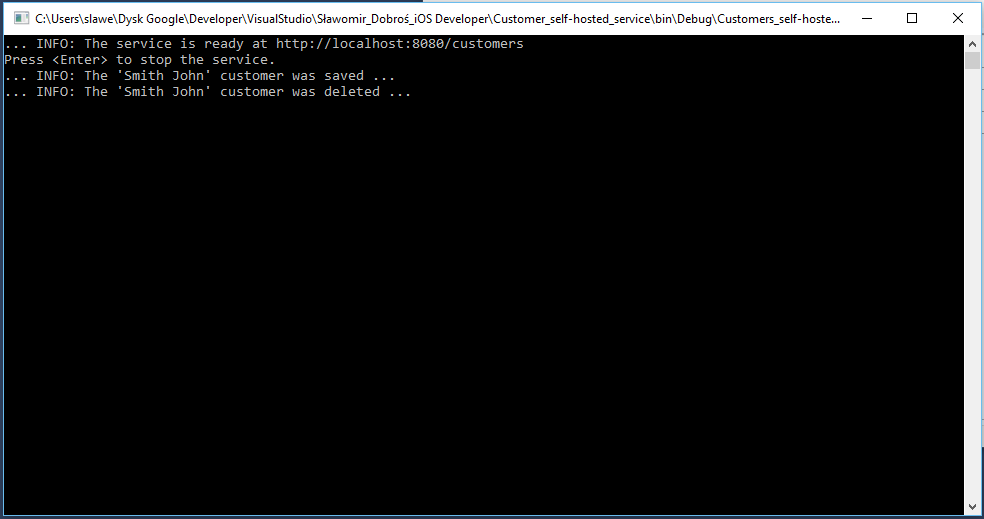 C:\Users\slawe\Dysk Google\Developer\VisualStudio\Sławomir_Dobroś_iOS Developer\Customer_self-hosted_service\bin\Debug\Customers_self-hoste...
... INFO: The service is ready at http://localhost:8080/customers
Press <Enter> to stop the service.
... INFO: The 'Smith John' customer was saved ...
... INFO: The 'Smith John' customer was deleted ...